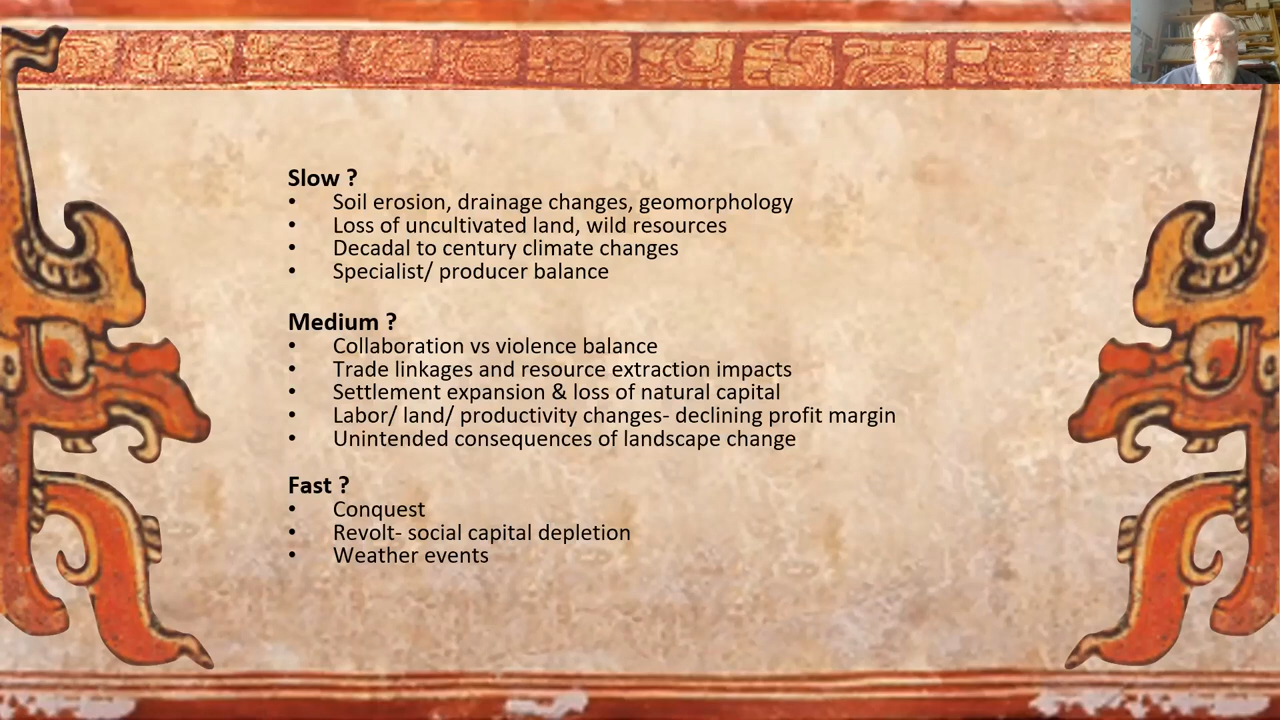 Slow ?
• Soil erosion, drainage changes, geomorphology
• Loss of uncultivated land, wild resources
• Decadal to century climate changes
• Specialist/ producer balance
Medium ?
• Collaboration vs violence balance
• Trade linkages and resource extraction impacts
• Settlement expansion & loss of natural capital
• Labor/ land/ productivity changes- declining profit margin
• Unintended consequences of landscape change
Fast ?
• Conquest
• Revolt- social capital depletion
• Weather events